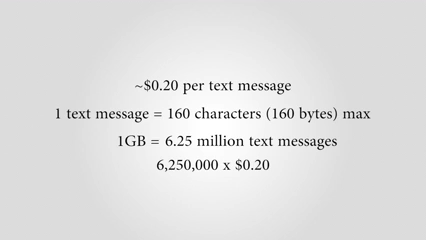 ~$0.20 per text message
1 text message = 160 characters (160 bytes) max
1GB = 6.25 million text messages
6,250,000 x $0.20